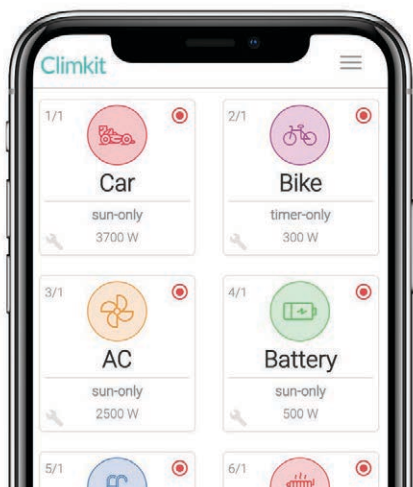 Climkit
1/1
Car
sun-only
3700 W
2/1
Bike
timer-only
300 W
3/1
AC
sun-only
2500 W
4/1
Battery
sun-only
500 W
5/1
6/1